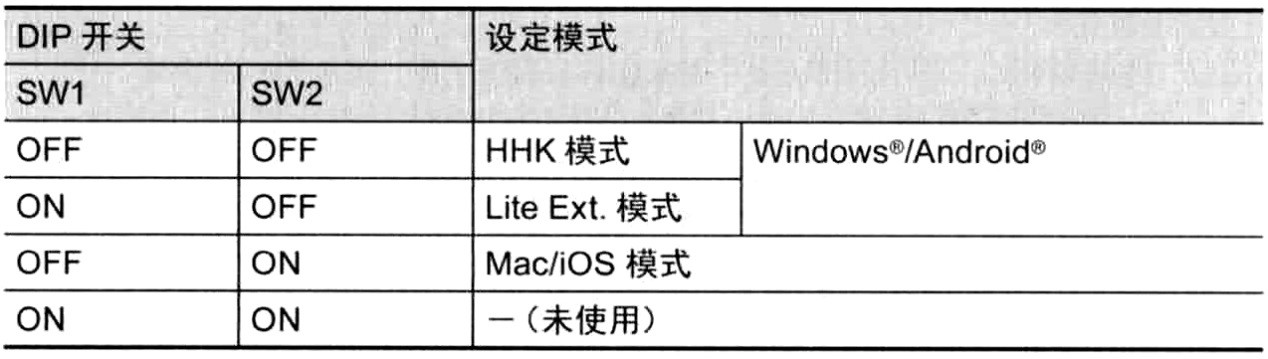 DIP 开关 设定模式
SW1 SW2
OFF OFF HHK 模式 Windows®/Android®
ON OFF Lite Ext. 模式
OFF ON Mac/iOS 模式
ON ON －（未使用）